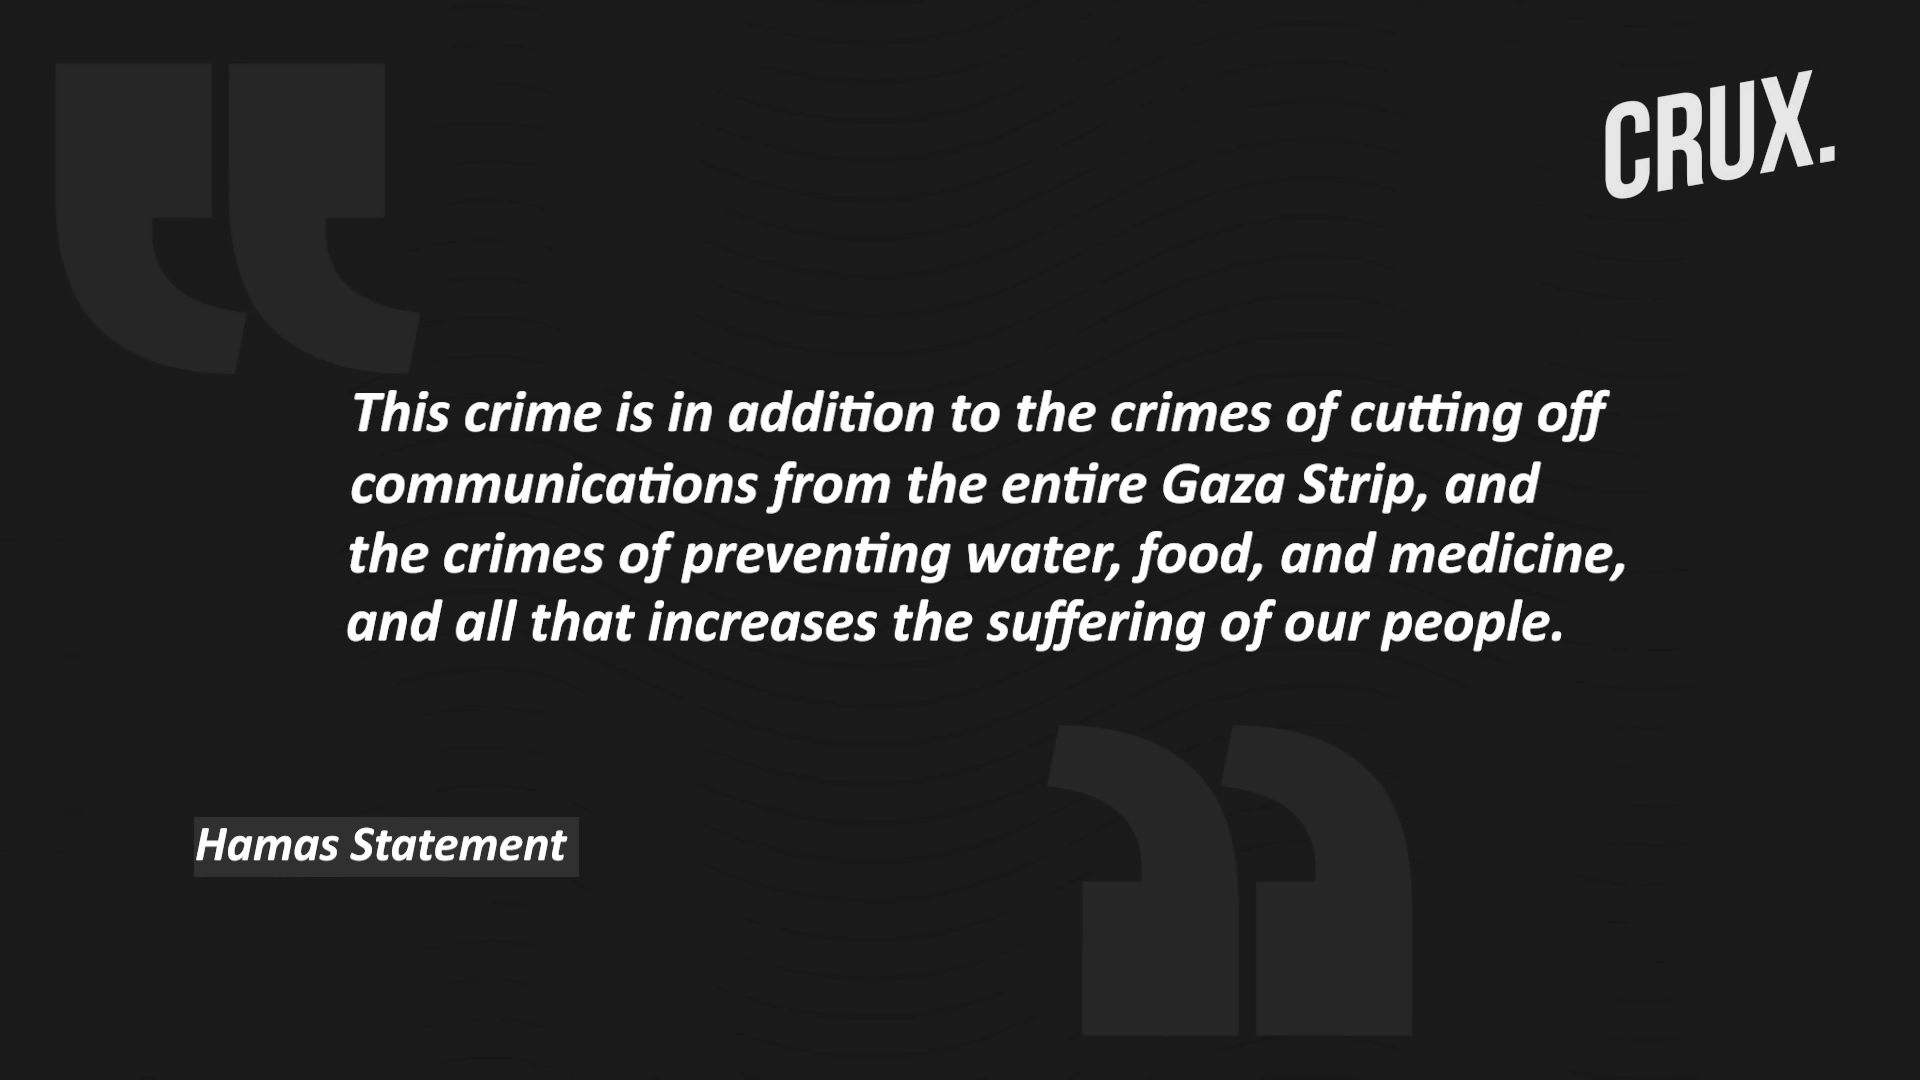 CRUX.
This crime is in addition to the crimes of cutting off
communications from the entire Gaza Strip, and
the crimes of preventing water, food, and medicine,
and all that increases the suffering of our people.
Hamas Statement